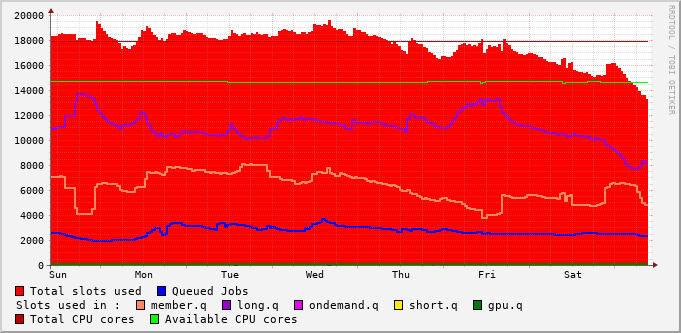 20000
18000
16000
14000
12000
10000
8000
6000
4000
2000
0
Sun Mon Tue Wed Thu Fri Sat
RRDTOOL / TOBI OETIKER
Total slots used Queued Jobs
Slots used in : member.q long.q ondemand.q short.q gpu.q
Total CPU cores Available CPU cores